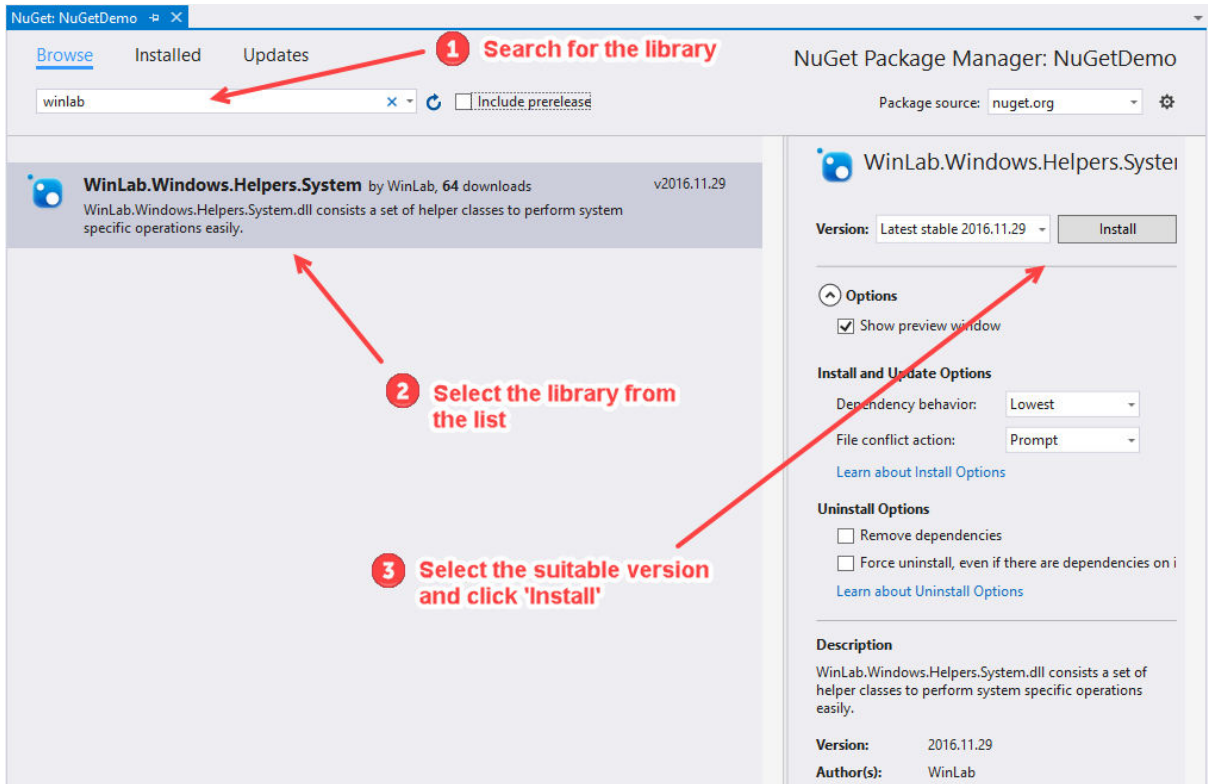 NuGet: NuGetDemo
Browse Installed Updates
1 Search for the library
NuGet Package Manager: NuGetDemo
winlab
Include prerelease
Package source: nuget.org
WinLab.Windows.Helpers.System by WinLab, 64 downloads v2016.11.29
WinLab.Windows.Helpers.System.dll consists a set of helper classes to perform system
specific operations easily.
2 Select the library from
the list
3 Select the suitable version
and click 'Install'
WinLab.Windows.Helpers.System
Version: Latest stable 2016.11.29 Install
Options
Show preview window
Install and Update Options
Dependency behavior: Lowest
File conflict action: Prompt
Learn about Install Options
Uninstall Options
Remove dependencies
Force uninstall, even if there are dependencies on i
Learn about Uninstall Options
Description
WinLab.Windows.Helpers.System.dll consists a set of
helper classes to perform system specific operations
easily.
Version: 2016.11.29
Author(s): WinLab